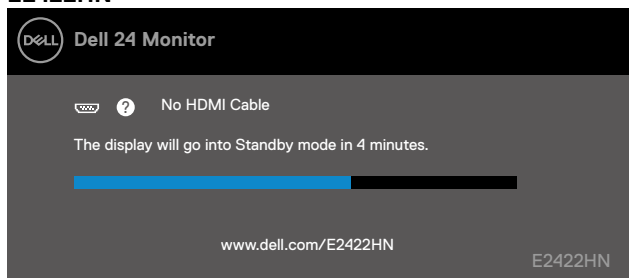 DELL Dell 24 Monitor
? No HDMI Cable
The display will go into Standby mode in 4 minutes.
www.dell.com/E2422HN
E2422HN